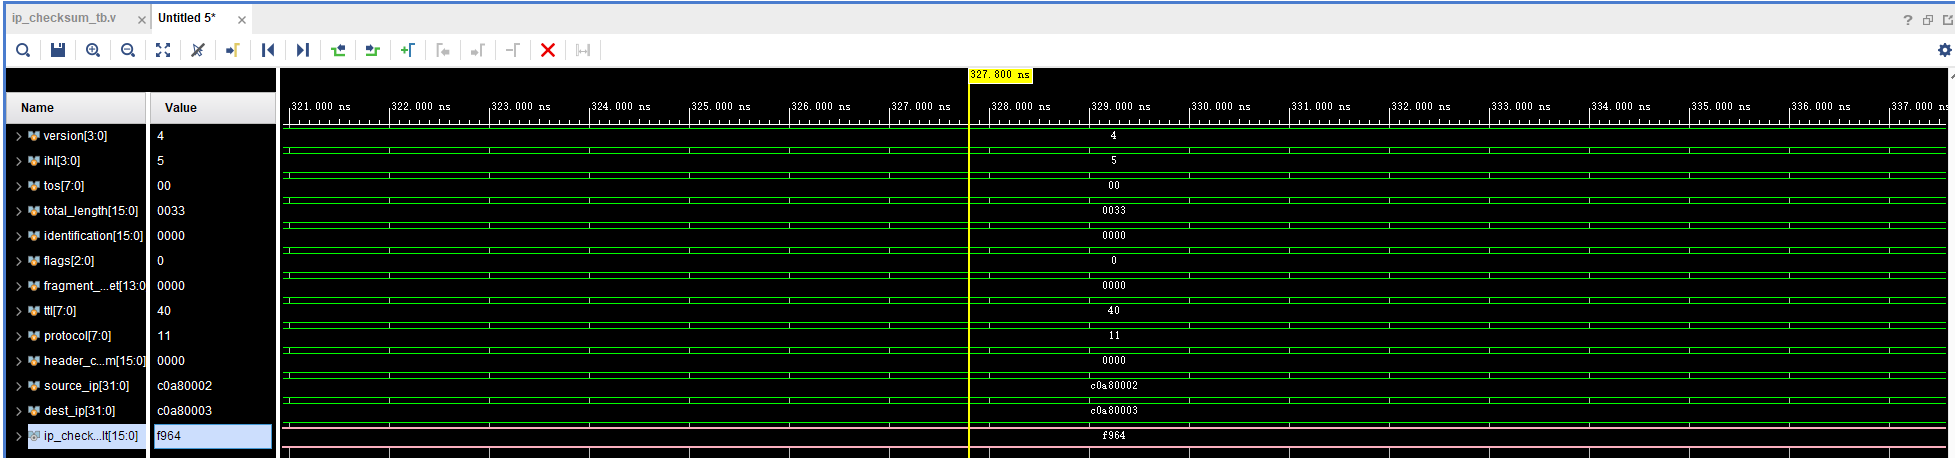 ip_checksum_tb.v
Untitled 5*
327.800 ns
Name Value
321.000 ns 322.000 ns 323.000 ns 324.000 ns 325.000 ns 326.000 ns 327.000 ns 328.000 ns 329.000 ns 330.000 ns 331.000 ns 332.000 ns 333.000 ns 334.000 ns 335.000 ns 336.000 ns 337.000 ns
version[3:0] 4 4
ihl[3:0] 5 5
tos[7:0] 00 00
total_length[15:0] 0033 0033
identification[15:0] 0000 0000
flags[2:0] 0 0
fragment_...et[13:0 0000 0000
ttl[7:0] 40 40
protocol[7:0] 11 11
header_c...m[15:0] 0000 0000
source_ip[31:0] c0a80002 c0a80002
dest_ip[31:0] c0a80003 c0a80003
ip_check...lt[15:0] f964 f964